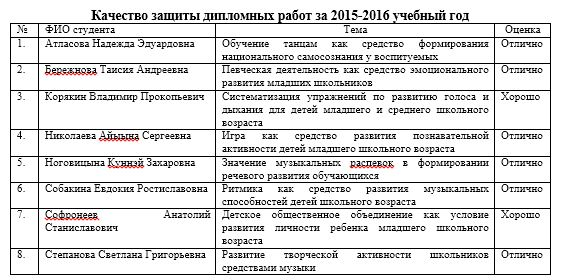 Качество защиты дипломных работ за 2015-2016 учебный год
№ ФИО студента Тема Оценка
1. Атласова Надежда Эдуардовна Обучение танцам как средство формирования Отлично
национального самосознания у воспитуемых
2. Бережнова Таисия Андреевна Певческая деятельность как средство эмоционального Отлично
развития младших школьников
3. Корякин Владимир Прокопьевич Систематизация упражнений по развитию голоса и Хорошо
дыхания для детей младшего и среднего школьного
возраста
4. Николаева Айыына Сергеевна Игра как средство развития познавательной Отлично
активности детей младшего школьного возраста
5. Ноговицына Куннэй Захаровна Значение музыкальных распевок в формировании Отлично
речевого развития обучающихся
6. Собакина Евдокия Ростиславовна Ритмика как средство развития музыкальных Отлично
способностей детей школьного возраста
7. Софронеев Анатолий Детское общественное объединение как условие Хорошо
Станиславович развития личности ребенка младшего школьного
возраста
8. Степанова Светлана Григорьевна Развитие творческой активности школьников Отлично
средствами музыки